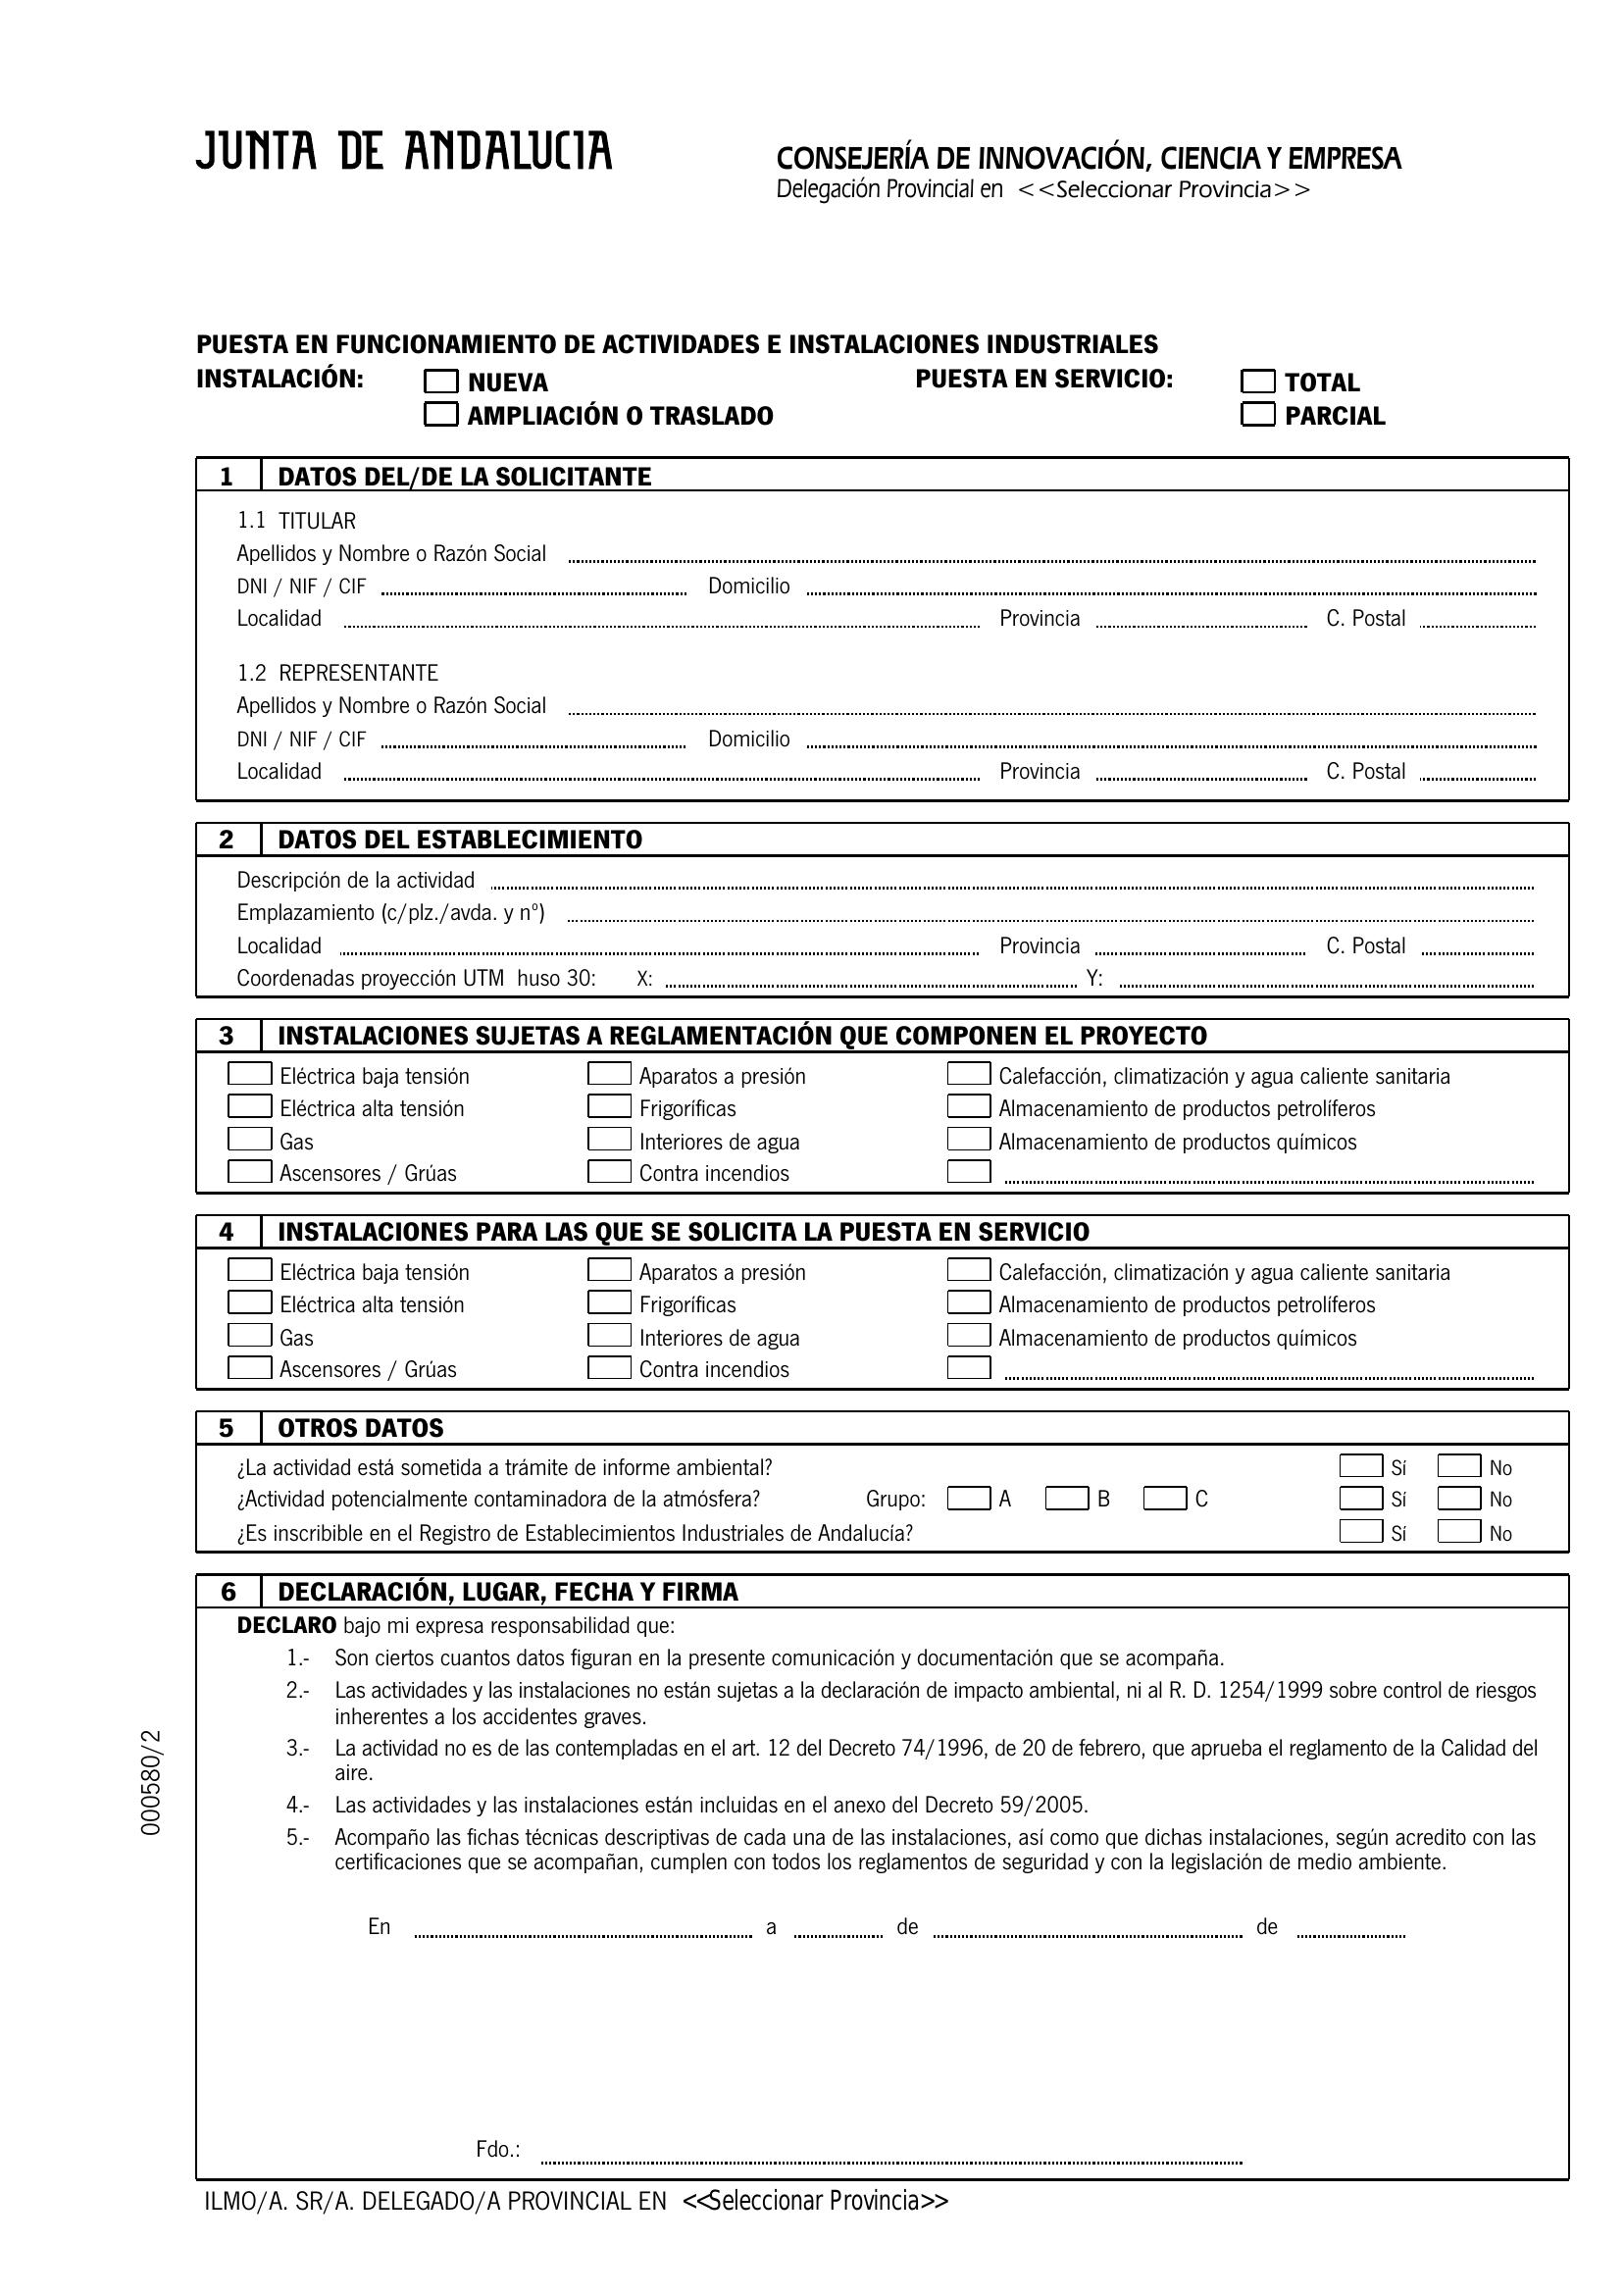 JUNTA DE ANDALUCIA
CONSEJERÍA DE INNOVACIÓN, CIENCIA Y EMPRESA
Delegación Provincial en <<Seleccionar Provincia>>
PUESTA EN FUNCIONAMIENTO DE ACTIVIDADES E INSTALACIONES INDUSTRIALES
INSTALACIÓN: NUEVA PUESTA EN SERVICIO: TOTAL
AMPLIACIÓN O TRASLADO PARCIAL
1 DATOS DEL/DE LA SOLICITANTE
1.1 TITULAR
Apellidos y Nombre o Razón Social
DNI / NIF / CIF Domicilio
Localidad Provincia C. Postal
1.2 REPRESENTANTE
Apellidos y Nombre o Razón Social
DNI / NIF / CIF Domicilio
Localidad Provincia C. Postal
2 DATOS DEL ESTABLECIMIENTO
Descripción de la actividad
Emplazamiento (c/plz./avda. y nº)
Localidad Provincia C. Postal
Coordenadas proyección UTM huso 30: X: Y:
3 INSTALACIONES SUJETAS A REGLAMENTACIÓN QUE COMPONEN EL PROYECTO
Eléctrica baja tensión Aparatos a presión Calefacción, climatización y agua caliente sanitaria
Eléctrica alta tensión Frigoríficas Almacenamiento de productos petrolíferos
Gas Interiores de agua Almacenamiento de productos químicos
Ascensores / Grúas Contra incendios
4 INSTALACIONES PARA LAS QUE SE SOLICITA LA PUESTA EN SERVICIO
Eléctrica baja tensión Aparatos a presión Calefacción, climatización y agua caliente sanitaria
Eléctrica alta tensión Frigoríficas Almacenamiento de productos petrolíferos
Gas Interiores de agua Almacenamiento de productos químicos
Ascensores / Grúas Contra incendios
5 OTROS DATOS
¿La actividad está sometida a trámite de informe ambiental? Sí No
¿Actividad potencialmente contaminadora de la atmósfera? Grupo: A B C Sí No
¿Es inscribible en el Registro de Establecimientos Industriales de Andalucía? Sí No
6 DECLARACIÓN, LUGAR, FECHA Y FIRMA
DECLARO bajo mi expresa responsabilidad que:
1.- Son ciertos cuantos datos figuran en la presente comunicación y documentación que se acompaña.
2.- Las actividades y las instalaciones no están sujetas a la declaración de impacto ambiental, ni al R. D. 1254/1999 sobre control de riesgos
inherentes a los accidentes graves.
3.- La actividad no es de las contempladas en el art. 12 del Decreto 74/1996, de 20 de febrero, que aprueba el reglamento de la Calidad del
aire.
4.- Las actividades y las instalaciones están incluidas en el anexo del Decreto 59/2005.
5.- Acompaño las fichas técnicas descriptivas de cada una de las instalaciones, así como que dichas instalaciones, según acredito con las
certificaciones que se acompañan, cumplen con todos los reglamentos de seguridad y con la legislación de medio ambiente.
En a de de
Fdo.:
ILMO/A. SR/A. DELEGADO/A PROVINCIAL EN <<Seleccionar Provincia>>
000580/2